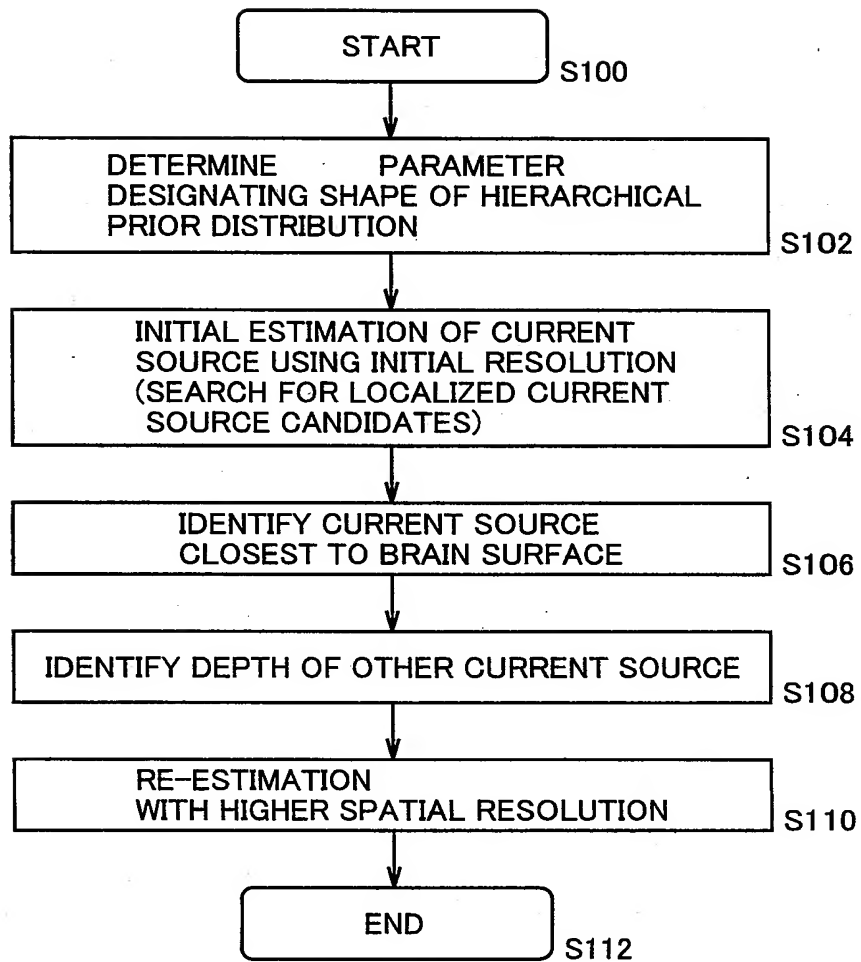 START
S100
DETERMINE PARAMETER
DESIGNATING SHAPE OF HIERARCHICAL
PRIOR DISTRIBUTION
S102
INITIAL ESTIMATION OF CURRENT
SOURCE USING INITIAL RESOLUTION
(SEARCH FOR LOCALIZED CURRENT
SOURCE CANDIDATES)
S104
IDENTIFY CURRENT SOURCE
CLOSEST TO BRAIN SURFACE
S106
IDENTIFY DEPTH OF OTHER CURRENT SOURCE
S108
RE-ESTIMATION
WITH HIGHER SPATIAL RESOLUTION
S110
END
S112